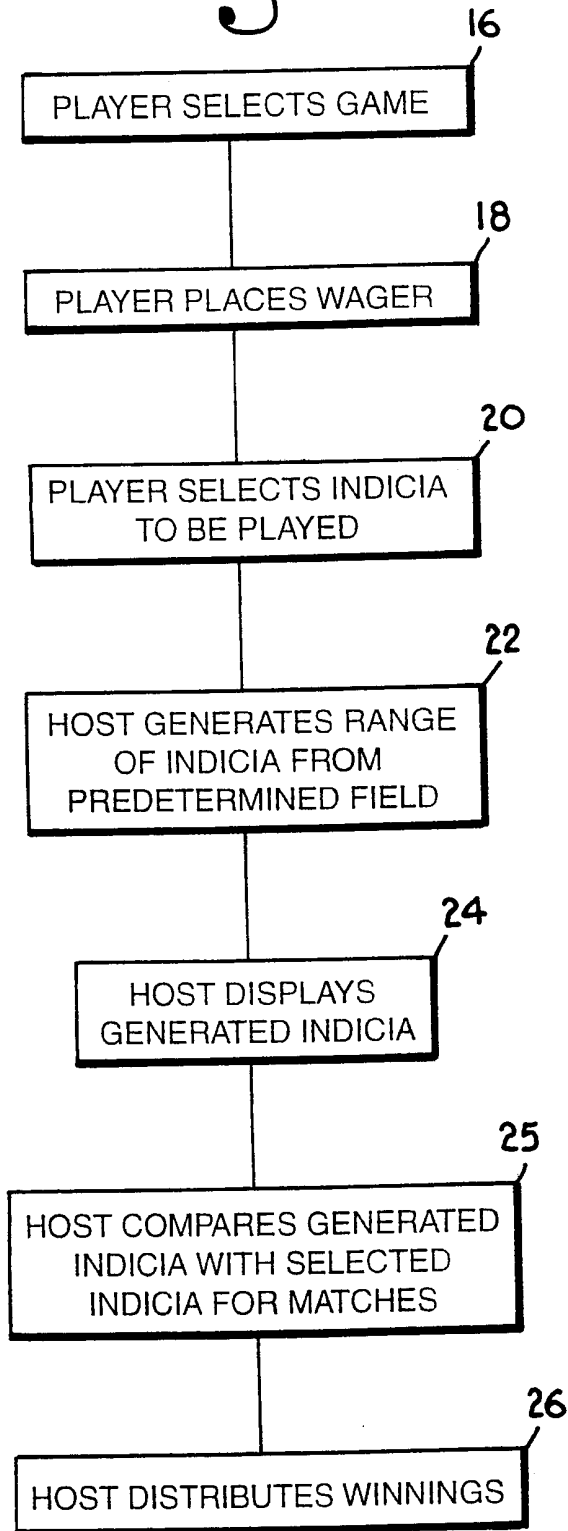 16
PLAYER SELECTS GAME
18
PLAYER PLACES WAGER
20
PLAYER SELECTS INDICIA
TO BE PLAYED
22
HOST GENERATES RANGE
OF INDICIA FROM
PREDETERMINED FIELD
24
HOST DISPLAYS
GENERATED INDICIA
25
HOST COMPARES GENERATED
INDICIA WITH SELECTED
INDICIA FOR MATCHES
26
HOST DISTRIBUTES WINNINGS